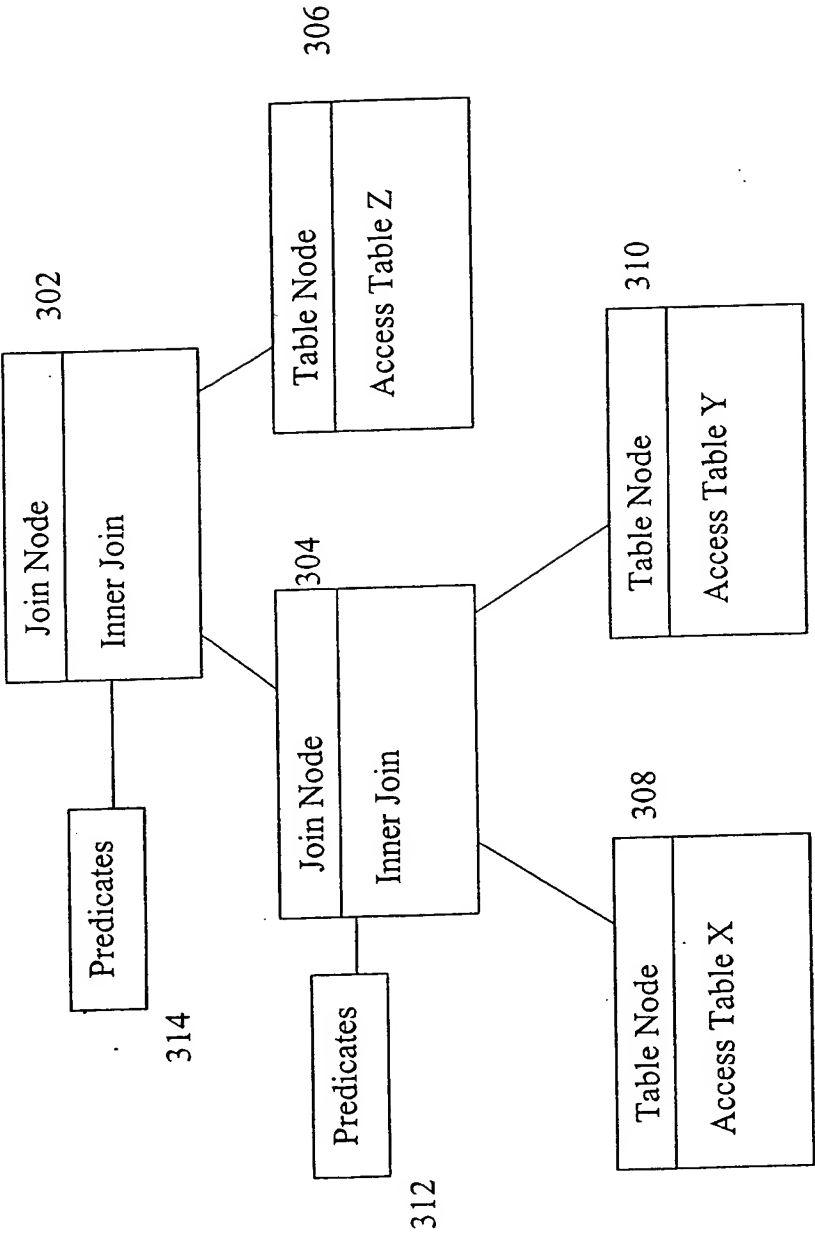 302
Join Node
Inner Join
Predicates
314
306
Table Node
Access Table Z
304
Join Node
Inner Join
Predicates
312
308
Table Node
Access Table X
310
Table Node
Access Table Y